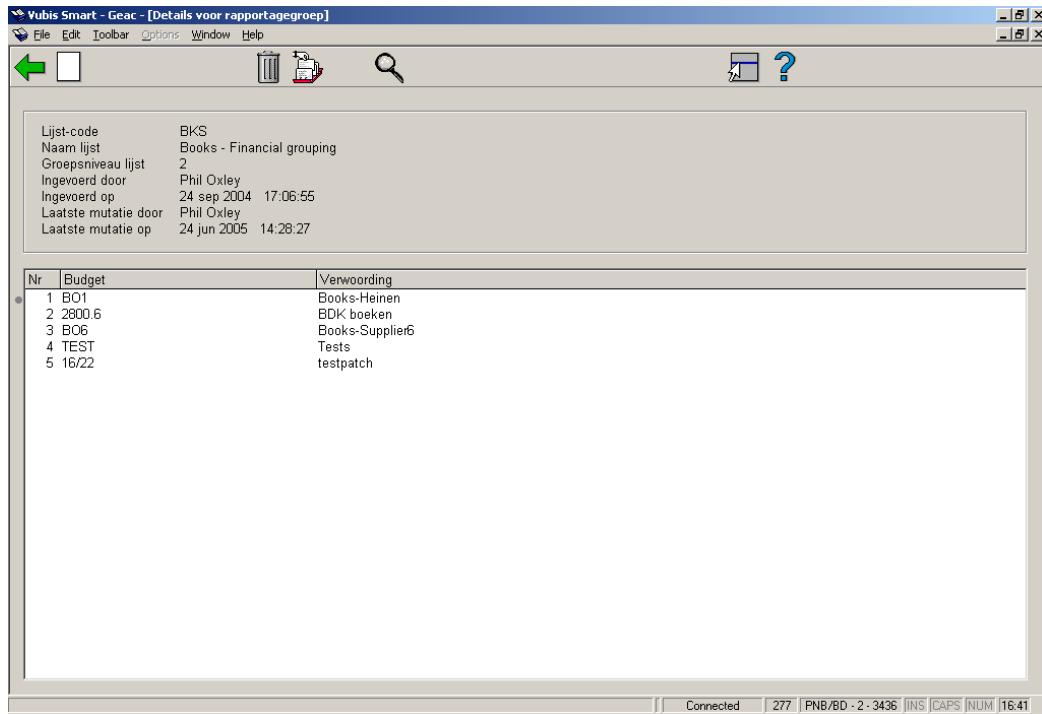 Vubis Smart - Geac - [Details voor rapportagegroep]
File Edit Toolbar Options Window Help
Lijst-code BKS
Naam lijst Books - Financial grouping
Groepsniveau lijst 2
Ingevoerd door Phil Oxley
Ingevoerd op 24 sep 2004 17:06:55
Laatste mutatie door Phil Oxley
Laatste mutatie op 24 jun 2005 14:28:27
Nr Budget Verwoording
1 BO1 Books-Heinen
2 2800.6 BDK boeken
3 BO6 Books-Supplier6
4 TEST Tests
5 16/22 testpatch
Connected 277 PNB/BD - 2 - 3436 INS CAPS NUM 16:41